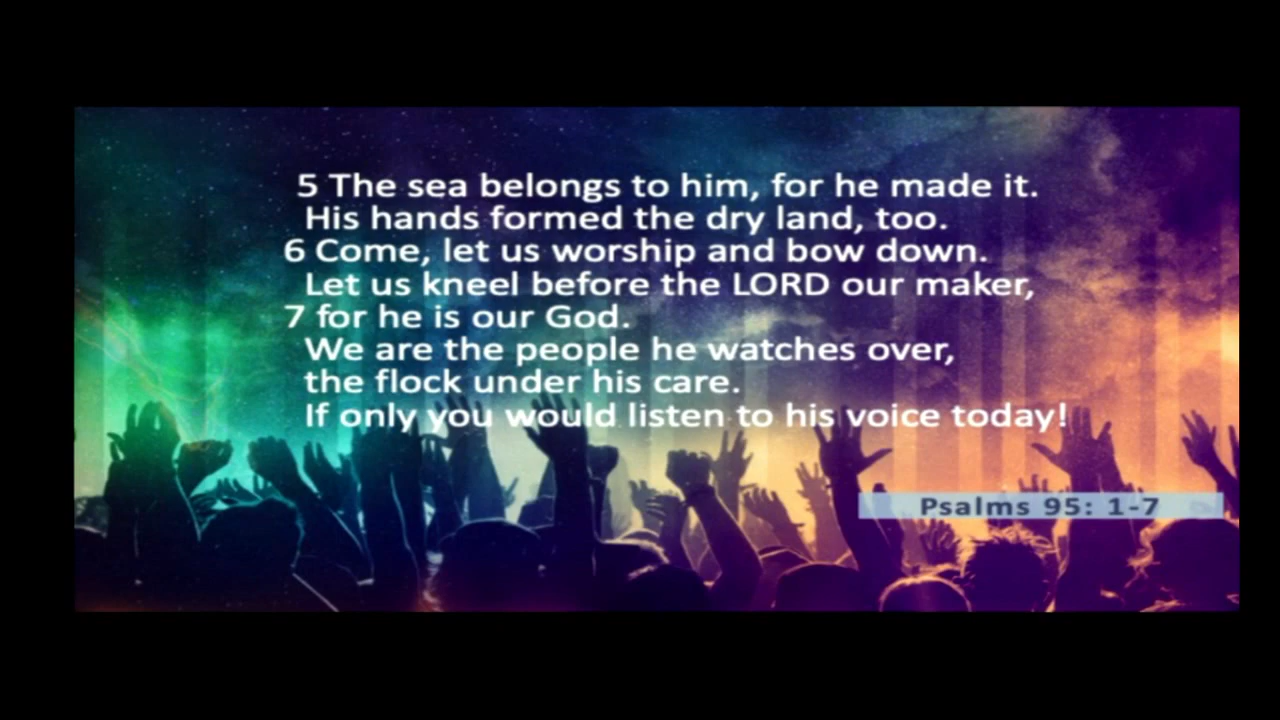 5 The sea belongs to him, for he made it.
His hands formed the dry land, too.
6 Come, let us worship and bow down.
Let us kneel before the LORD our maker,
7 for he is our God.
We are the people he watches over,
the flock under his care.
If only you would listen to his voice today!
Psalms 95: 1-7